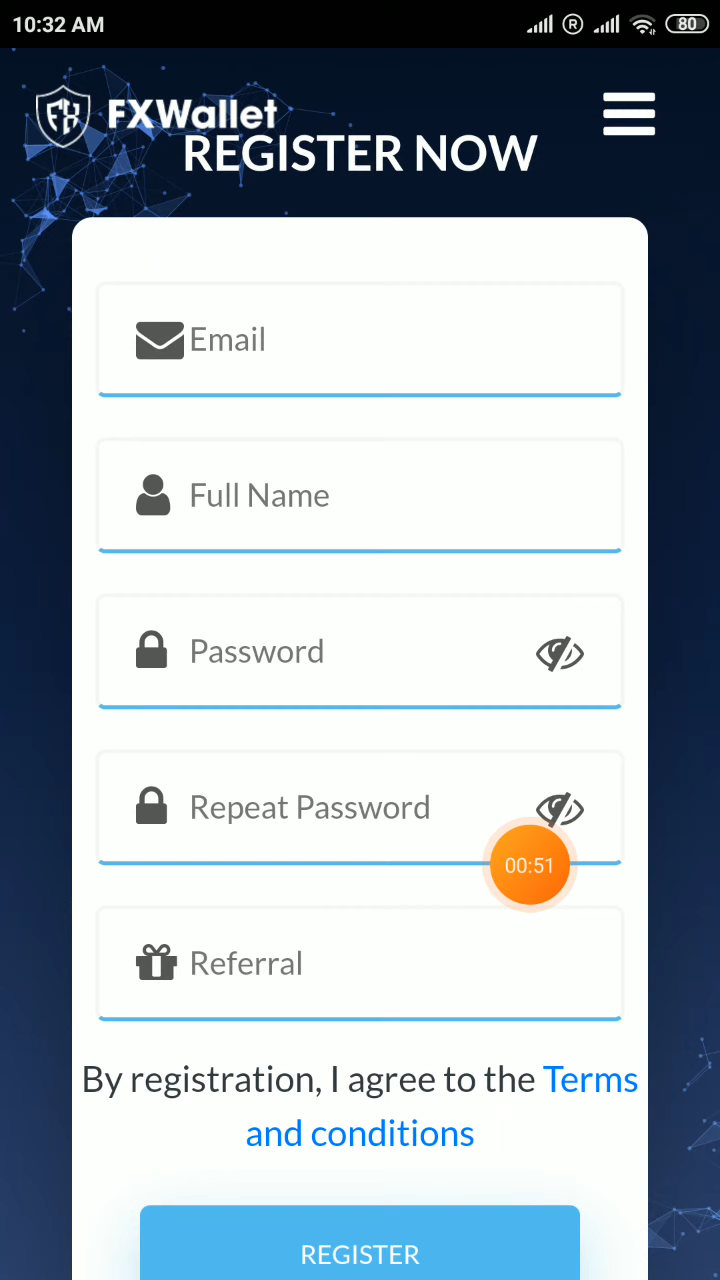 10:32 AM
R
80
FX FXWallet
REGISTER NOW
Email
Full Name
Password
Repeat Password
00:51
Referral
By registration, I agree to the Terms
and conditions
REGISTER